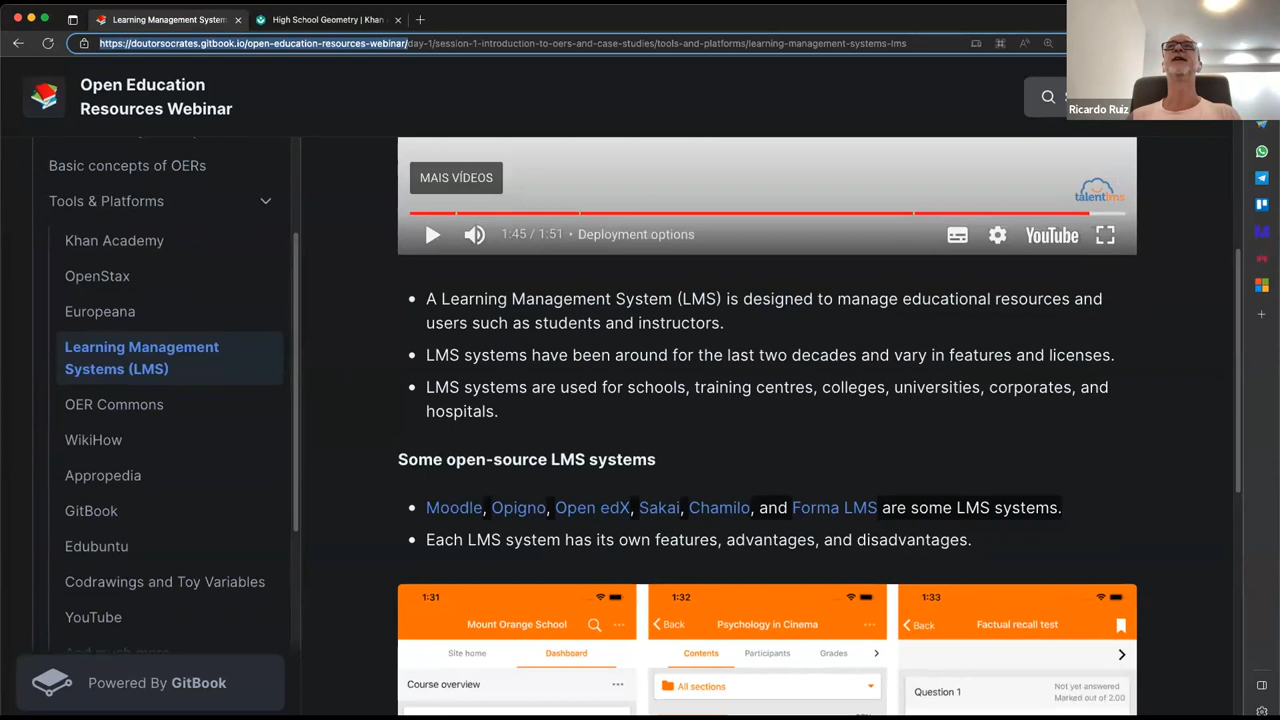 Learning Management System
High School Geometry | Khan
https://doutorsocrates.gitbook.io/open-education-resources-webinar/day-1/session-1-introduction-to-oers-and-case-studies/tools-and-platforms/learning-management-systems-lms
Open Education
Resources Webinar
Ricardo Ruiz
Basic concepts of OERs
Tools & Platforms
Khan Academy
OpenStax
Europeana
Learning Management
Systems (LMS)
OER Commons
WikiHow
Appropedia
GitBook
Edubuntu
Codrawings and Toy Variables
YouTube
And much more
Powered By GitBook
MAIS VÍDEOS
talentlms
1:45 / 1:51 • Deployment options
YouTube
• A Learning Management System (LMS) is designed to manage educational resources and
users such as students and instructors.
• LMS systems have been around for the last two decades and vary in features and licenses.
• LMS systems are used for schools, training centres, colleges, universities, corporates, and
hospitals.
Some open-source LMS systems
• Moodle, Opigno, Open edX, Sakai, Chamilo, and Forma LMS are some LMS systems.
• Each LMS system has its own features, advantages, and disadvantages.
1:31
Mount Orange School
Site home Dashboard
Course overview
1:32
Back Psychology in Cinema
Contents Participants Grades
All sections
1:33
Back Factual recall test
Question 1
Not yet answered
Marked out of 2.00